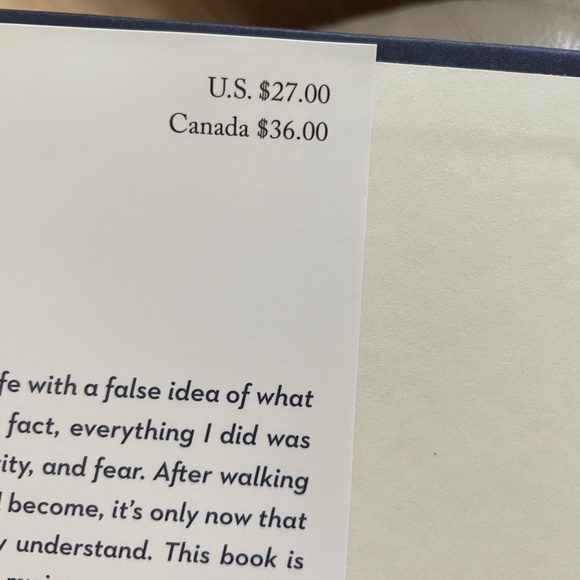 U.S. $27.00
Canada $36.00
fe with a false idea of what
fact, everything I did was
ity, and fear. After walking
become, it's only now that
understand. This book is